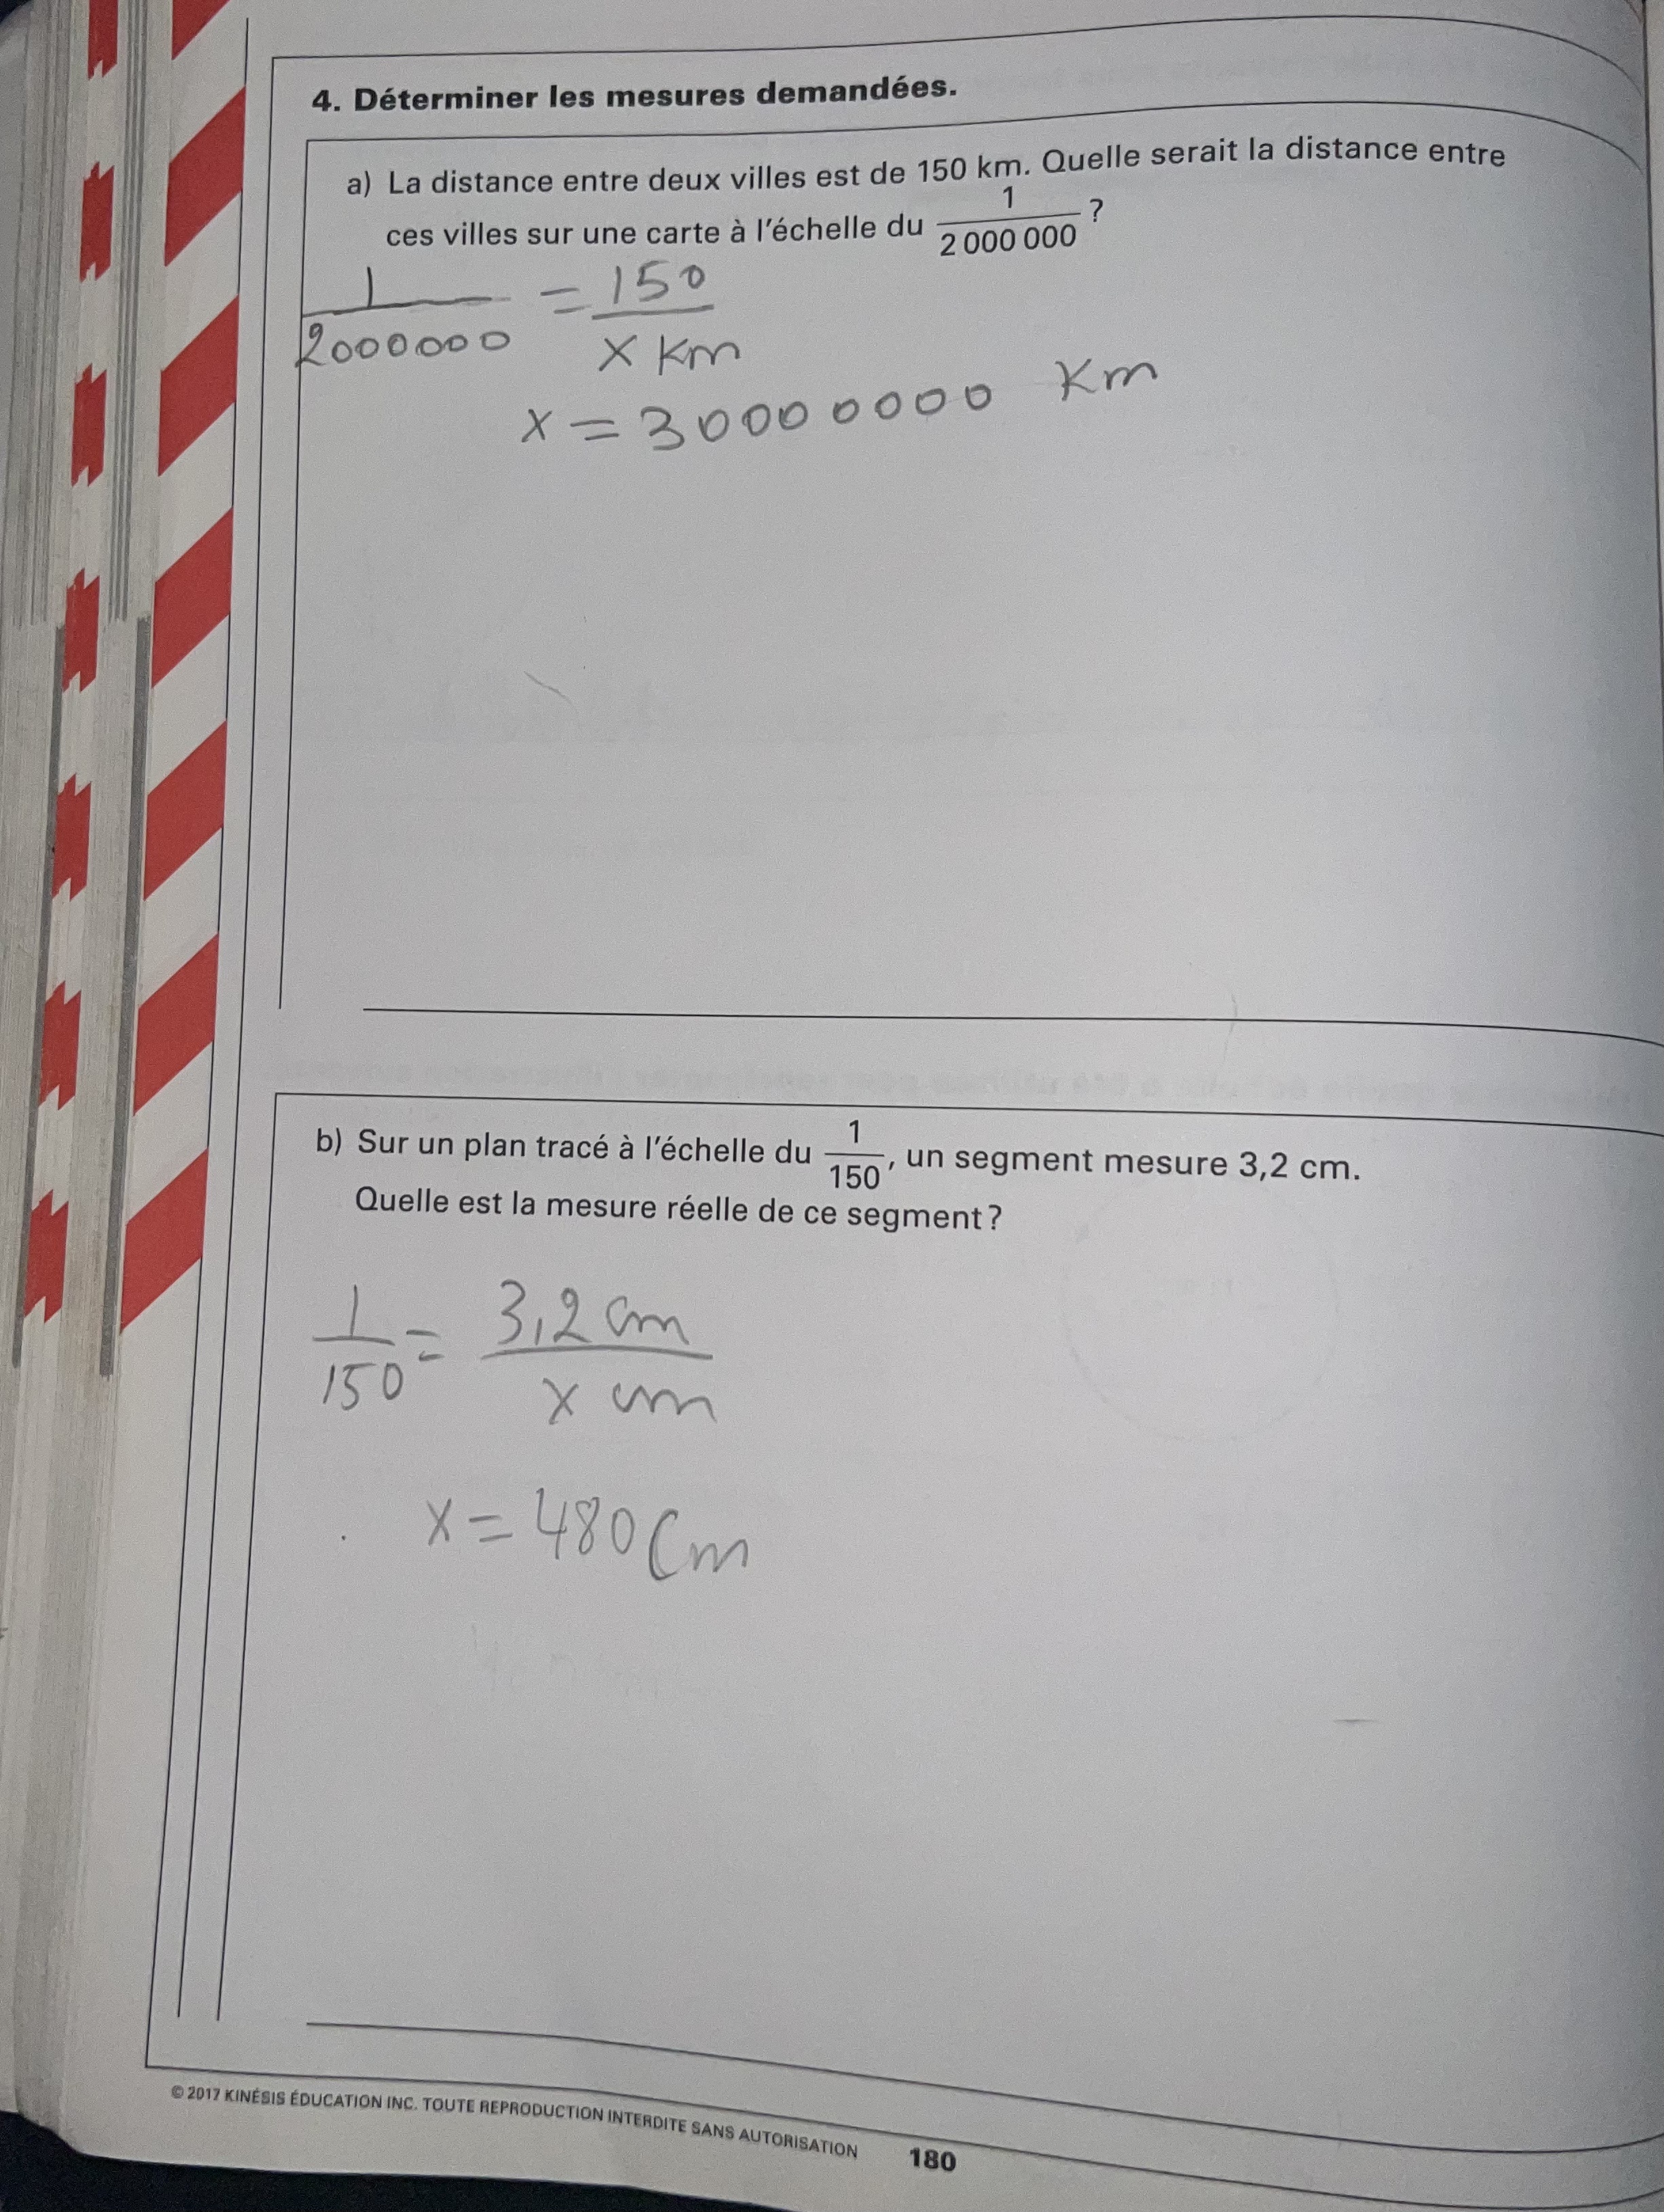 4. Déterminer les mesures demandées.
a) La distance entre deux villes est de 150 km. Quelle serait la distance entre
ces villes sur une carte à l'échelle du 1/2 000 000 ?
1/2000000 = 150/x km
x = 300000000 Km
b) Sur un plan tracé à l'échelle du 1/150, un segment mesure 3,2 cm.
Quelle est la mesure réelle de ce segment ?
1/150 = 3,2 cm/x cm
x = 480 Cm
© 2017 KINÉSIS ÉDUCATION INC. TOUTE REPRODUCTION INTERDITE SANS AUTORISATION
180